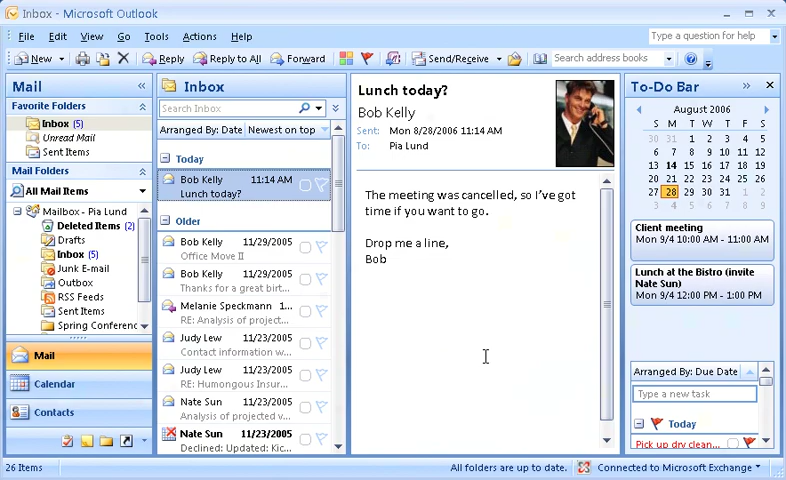 Inbox - Microsoft Outlook
File Edit View Go Tools Actions Help
Type a question for help
New Reply Reply to All Forward Send/Receive Search address books
Mail
Favorite Folders
Inbox (5)
Unread Mail
Sent Items
Mail Folders
All Mail Items
Mailbox - Pia Lund
Deleted Items (2)
Drafts
Inbox (5)
Junk E-mail
Outbox
RSS Feeds
Sent Items
Spring Conferenc
Mail
Calendar
Contacts
Inbox
Search Inbox
Arranged By: Date Newest on top
Today
Bob Kelly 11:14 AM
Lunch today?
Older
Bob Kelly 11/29/2005
Office Move II
Bob Kelly 11/28/2005
Thanks for a great birt...
Melanie Speckmann 1...
RE: Analysis of project...
Judy Lew 11/23/2005
Contact information w...
Judy Lew 11/23/2005
RE: Humongous Insur...
Nate Sun 11/23/2005
Analysis of projected v...
Nate Sun 11/23/2005
Declined: Updated: Kic...
Lunch today?
Bob Kelly
Sent: Mon 8/28/2006 11:14 AM
To: Pia Lund
The meeting was cancelled, so I've got
time if you want to go.
Drop me a line,
Bob
To-Do Bar
August 2006
S M T W T F S
30 31 1 2 3 4 5
6 7 8 9 10 11 12
13 14 15 16 17 18 19
20 21 22 23 24 25 26
27 28 29 30 31 1 2
3 4 5 6 7 8 9
Client meeting
Mon 9/4 10:00 AM - 11:00 AM
Lunch at the Bistro (invite
Nate Sun)
Mon 9/4 12:00 PM - 1:00 PM
Arranged By: Due Date
Type a new task
Today
Pick up dry clean...
26 Items
All folders are up to date.
Connected to Microsoft Exchange